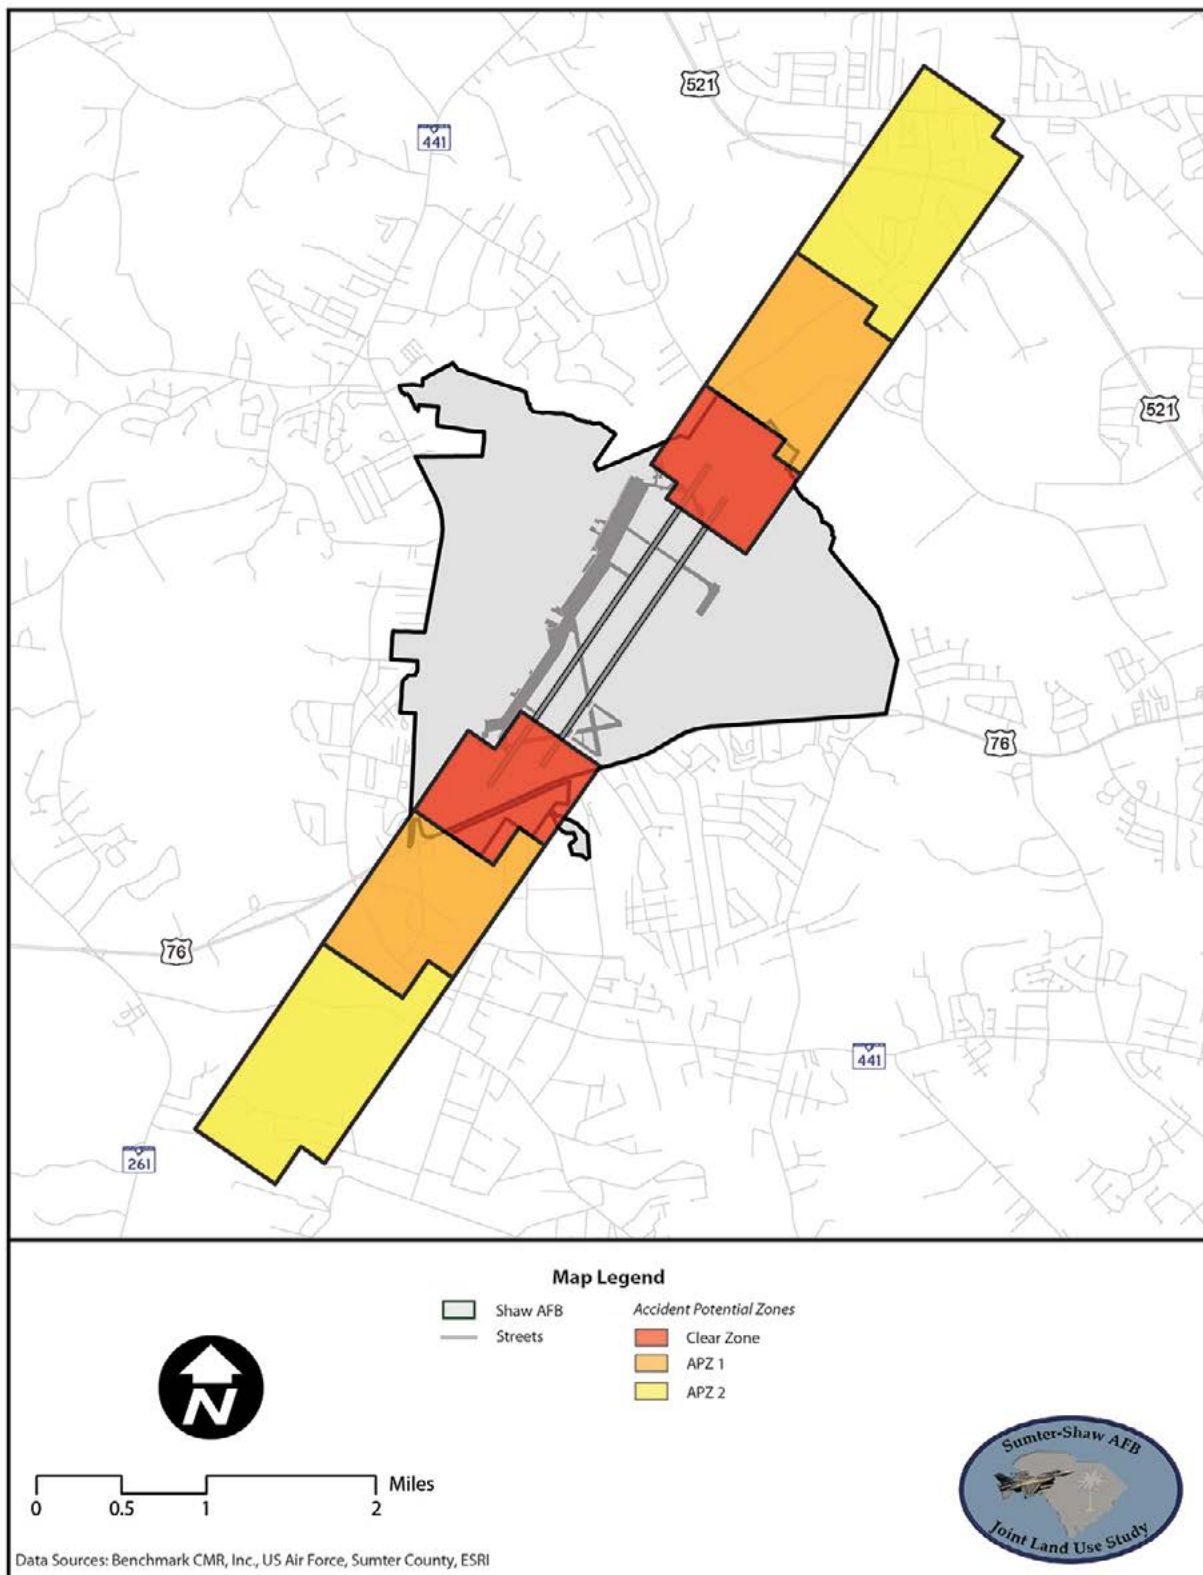 521
441
521
76
76
441
261
Map Legend
Shaw AFB
Streets
Accident Potential Zones
Clear Zone
APZ 1
APZ 2
N
0 0.5 1 2 Miles
Sumter-Shaw AFB
Joint Land Use Study
Data Sources: Benchmark CMR, Inc., US Air Force, Sumter County, ESRI